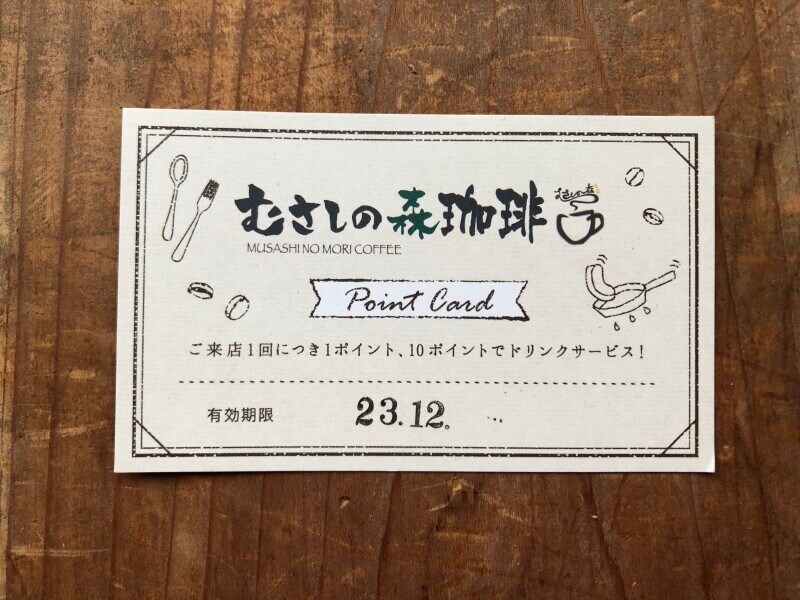 むさしの森珈琲
MUSASHI NO MORI COFFEE
Point Card
ご来店1回につき1ポイント、10ポイントでドリンクサービス!
有効期限 23.12.